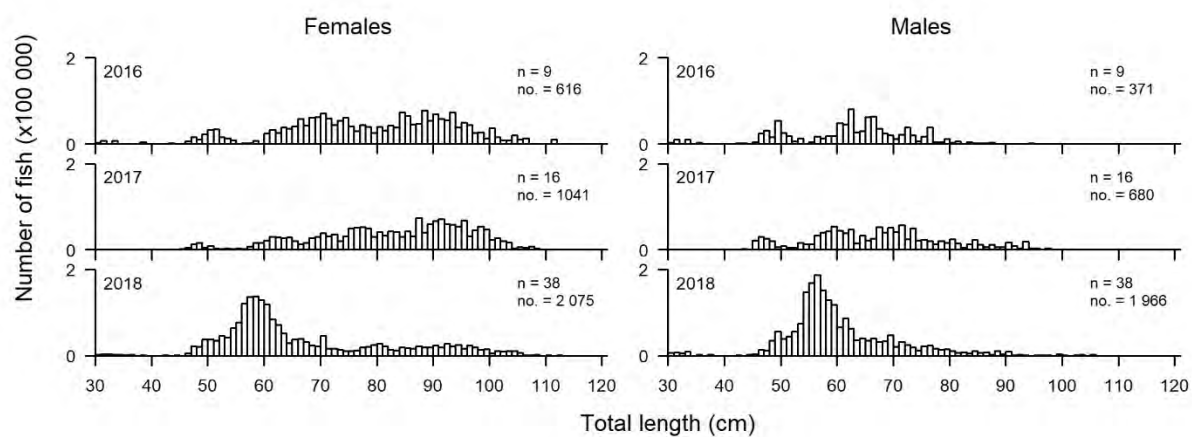 Females
Males
Number of fish (x100 000)
2
0
2016
n = 9
no. = 616
2
0
2016
n = 9
no. = 371
2
0
2017
n = 16
no. = 1041
2
0
2017
n = 16
no. = 680
2
0
2018
n = 38
no. = 2 075
2
0
2018
n = 38
no. = 1 966
30 40 50 60 70 80 90 100 110 120
30 40 50 60 70 80 90 100 110 120
Total length (cm)